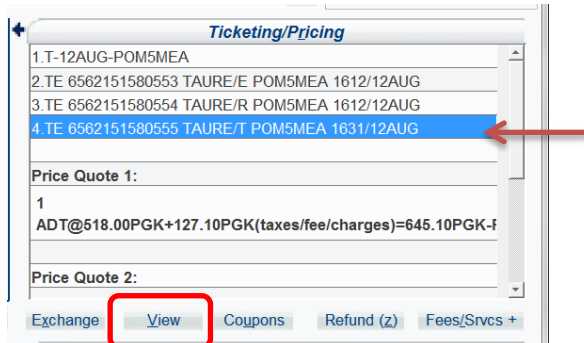 Ticketing/Pricing
1.T-12AUG-POM5MEA
2.TE 6562151580553 TAURE/E POM5MEA 1612/12AUG
3.TE 6562151580554 TAURE/R POM5MEA 1612/12AUG
4.TE 6562151580555 TAURE/T POM5MEA 1631/12AUG
Price Quote 1:
1
ADT@518.00PGK+127.10PGK(taxes/fee/charges)=645.10PGK-F
Price Quote 2:
Exchange View Coupons Refund (z) Fees/Srvcs +